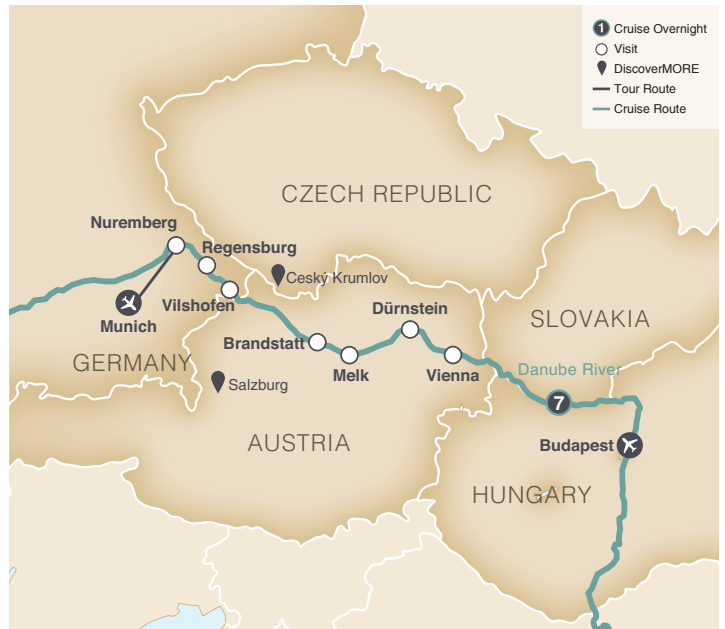 1 Cruise Overnight
Visit
DiscoverMORE
Tour Route
Cruise Route
CZECH REPUBLIC
Nuremberg
Regensburg
Ceský Krumlov
Vilshofen
Munich
Dürnstein
SLOVAKIA
Brandstatt
GERMANY
Melk
Vienna
Danube River
Salzburg
7
AUSTRIA
Budapest
HUNGARY